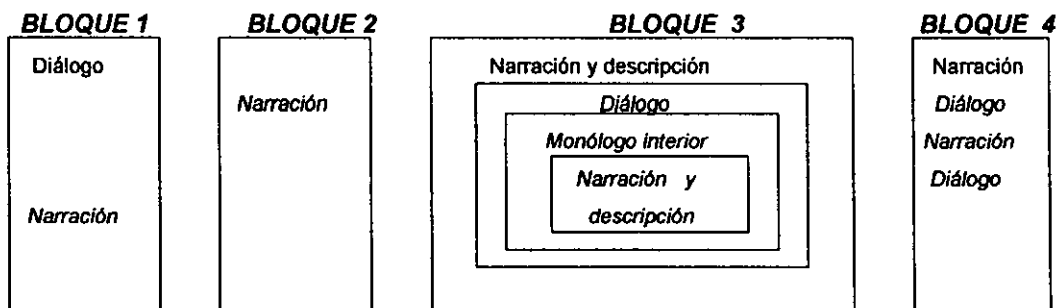 BLOQUE 1
Diálogo
Narración
BLOQUE 2
Narración
BLOQUE 3
Narración y descripción
Diálogo
Monólogo interior
Narración y
descripción
BLOQUE 4
Narración
Diálogo
Narración
Diálogo